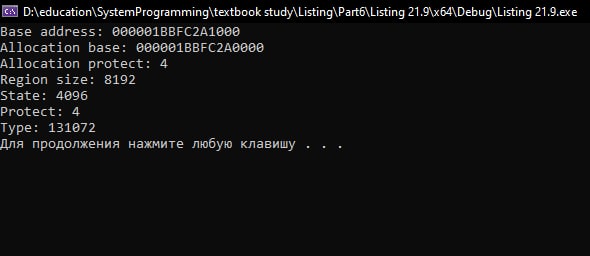 D:\education\SystemProgramming\textbook study\Listing\Part6\Listing 21.9\x64\Debug\Listing 21.9.exe
Base address: 000001BBFC2A1000
Allocation base: 000001BBFC2A0000
Allocation protect: 4
Region size: 8192
State: 4096
Protect: 4
Type: 131072
Для продолжения нажмите любую клавишу . . .